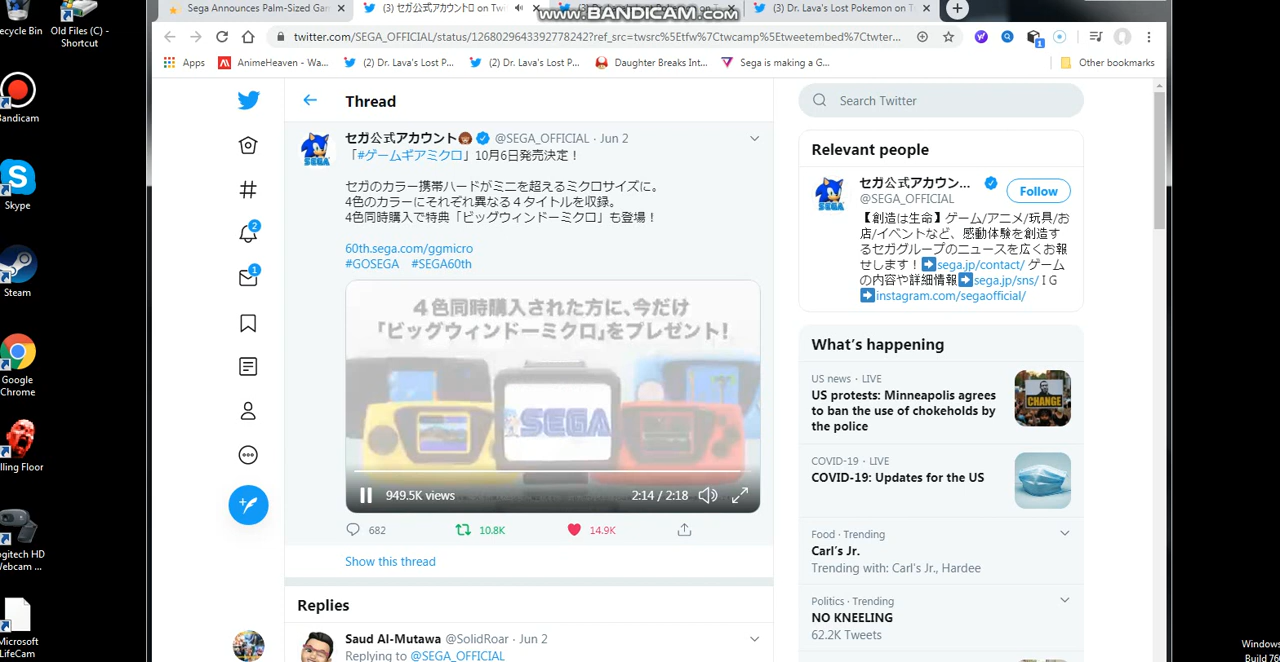 ecycle Bin
Old Files (C) - Shortcut
andicam
Skype
Steam
Google Chrome
lling Floor
ogitech HD Webcam ...
Microsoft LifeCam
www.BANDICAM.com
Sega Announces Palm-Sized Gam
(3) セガ公式アカウント on Twi
(3) Dr. Lava's Lost Pokemon on T
twitter.com/SEGA_OFFICIAL/status/1268029643392778242?ref_src=twsrc%5Etfw%7Ctwcamp%5Etweetembed%7Ctwter...
1
Apps
AnimeHeaven - Wa...
(2) Dr. Lava's Lost P...
(2) Dr. Lava's Lost P...
Daughter Breaks Int...
Sega is making a G...
Other bookmarks
2
1
Thread
セガ公式アカウント @SEGA_OFFICIAL · Jun 2
「#ゲームギアミクロ」10月6日発売決定！
セガのカラー携帯ハードがミニを超えるミクロサイズに。
4色のカラーにそれぞれ異なる４タイトルを収録。
4色同時購入で特典「ビッグウィンドーミクロ」も登場！
60th.sega.com/ggmicro
#GOSEGA #SEGA60th
４色同時購入された方に、今だけ
「ビッグウィンドーミクロ」をプレゼント！
SEGA
949.5K views
2:14 / 2:18
682
10.8K
14.9K
Show this thread
Replies
Saud Al-Mutawa @SolidRoar · Jun 2
Replying to @SEGA_OFFICIAL
Search Twitter
Relevant people
SEGA
セガ公式アカウン...
@SEGA_OFFICIAL
Follow
【創造は生命】ゲーム/アニメ/玩具/お
店/イベントなど、感動体験を創造す
るセガグループのニュースを広くお報
せします！➡sega.jp/contact/ ゲーム
の内容や詳細情報➡sega.jp/sns/ I G
➡instagram.com/segaofficial/
What's happening
US news · LIVE
US protests: Minneapolis agrees
to ban the use of chokeholds by
the police
CHANGE
COVID-19 · LIVE
COVID-19: Updates for the US
Food · Trending
Carl's Jr.
Trending with: Carl's Jr., Hardee
Politics · Trending
NO KNEELING
62.2K Tweets
Windows
Build 76